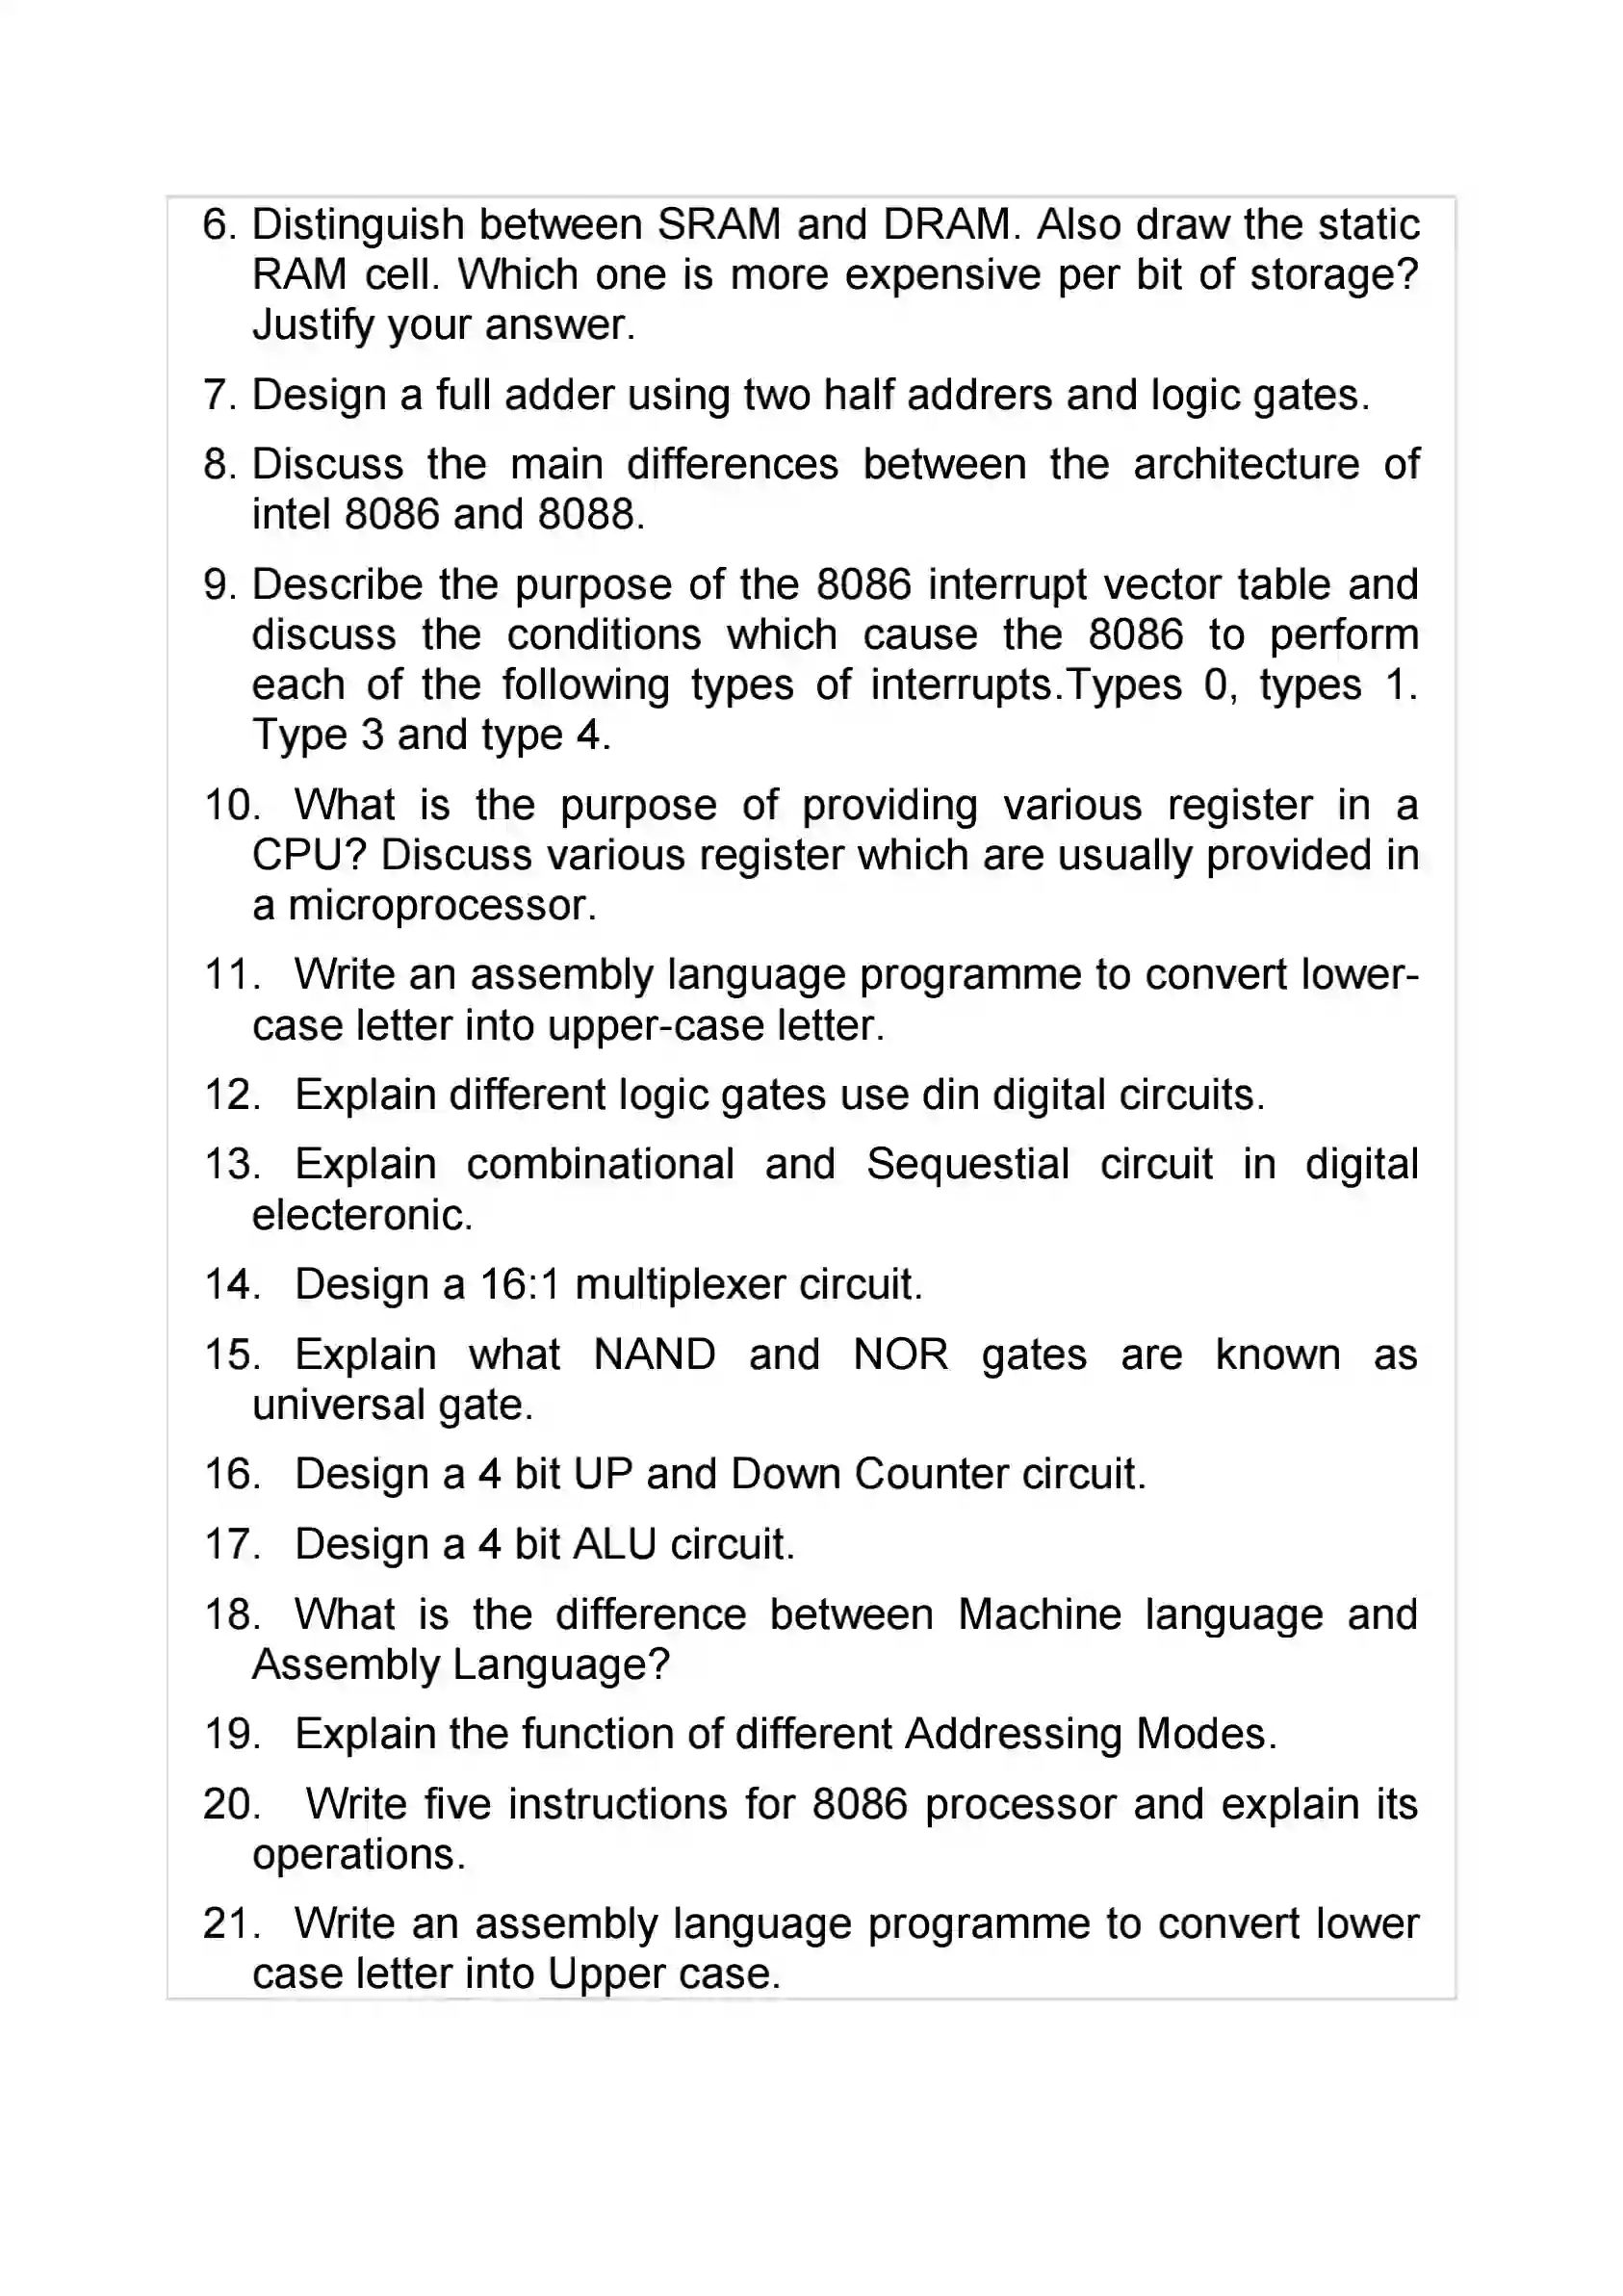 6. Distinguish between SRAM and DRAM. Also draw the static
RAM cell. Which one is more expensive per bit of storage?
Justify your answer.
7. Design a full adder using two half addrers and logic gates.
8. Discuss the main differences between the architecture of
intel 8086 and 8088.
9. Describe the purpose of the 8086 interrupt vector table and
discuss the conditions which cause the 8086 to perform
each of the following types of interrupts.Types 0, types 1.
Type 3 and type 4.
10. What is the purpose of providing various register in a
CPU? Discuss various register which are usually provided in
a microprocessor.
11. Write an assembly language programme to convert lower-
case letter into upper-case letter.
12. Explain different logic gates use din digital circuits.
13. Explain combinational and Sequestial circuit in digital
electeronic.
14. Design a 16:1 multiplexer circuit.
15. Explain what NAND and NOR gates are known as
universal gate.
16. Design a 4 bit UP and Down Counter circuit.
17. Design a 4 bit ALU circuit.
18. What is the difference between Machine language and
Assembly Language?
19. Explain the function of different Addressing Modes.
20. Write five instructions for 8086 processor and explain its
operations.
21. Write an assembly language programme to convert lower
case letter into Upper case.